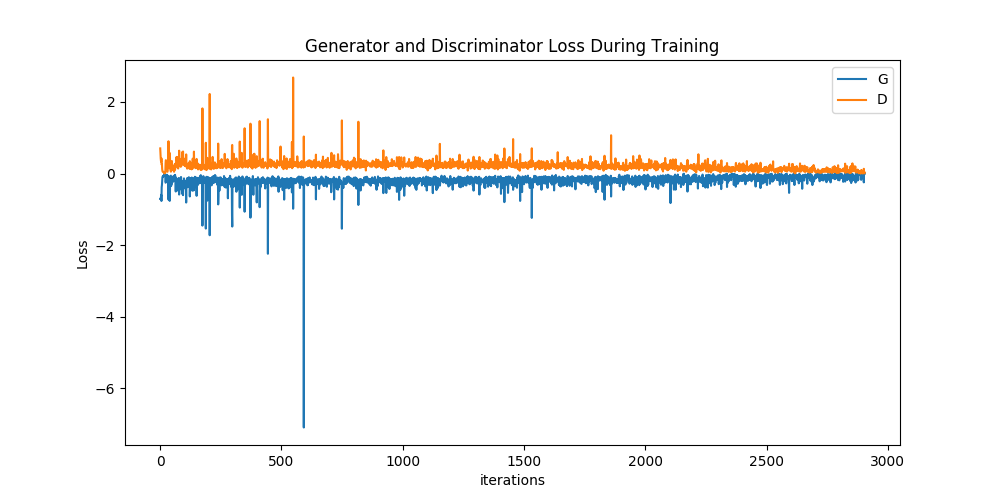 Generator and Discriminator Loss During Training
G
D
2
0
−2
−4
−6
Loss
0
500
1000
1500
2000
2500
3000
iterations